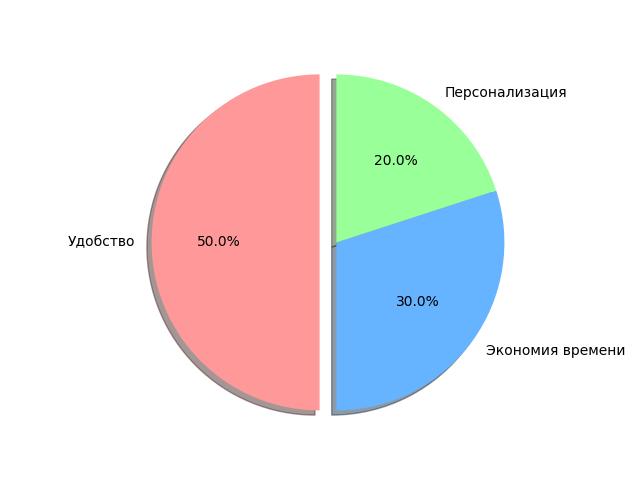 Персонализация
20.0%
Удобство
50.0%
30.0%
Экономия времени